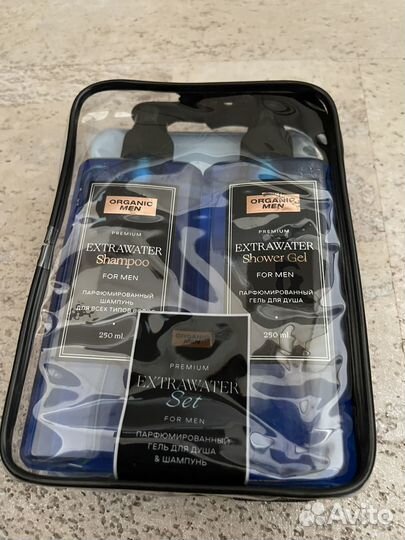 ORGANIC
MEN
PREMIUM
EXTRAWATER
Shampoo
FOR MEN
ПАРФЮМИРОВАННЫЙ
ШАМПУНЬ
ДЛЯ ВСЕХ ТИПОВ
250 ml.
ORGANIC
MEN
PREMIUM
EXTRAWATER
Shower Gel
FOR MEN
ПАРФЮМИРОВАННЫЙ
ГЕЛЬ ДЛЯ ДУША
250 ml.
ORGANIC
MEN
PREMIUM
EXTRAWATER
Set
FOR MEN
ПАРФЮМИРОВАННЫЙ
ГЕЛЬ ДЛЯ ДУША
& ШАМПУНЬ
Avito